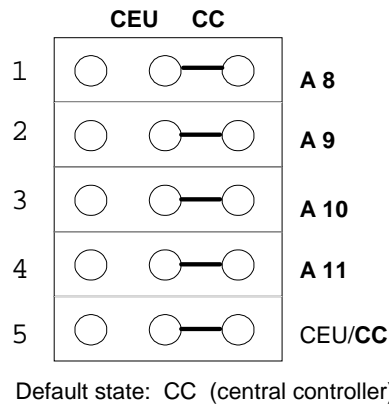 CEU CC
1 A 8
2 A 9
3 A 10
4 A 11
5 CEU/CC
Default state: CC (central controller)